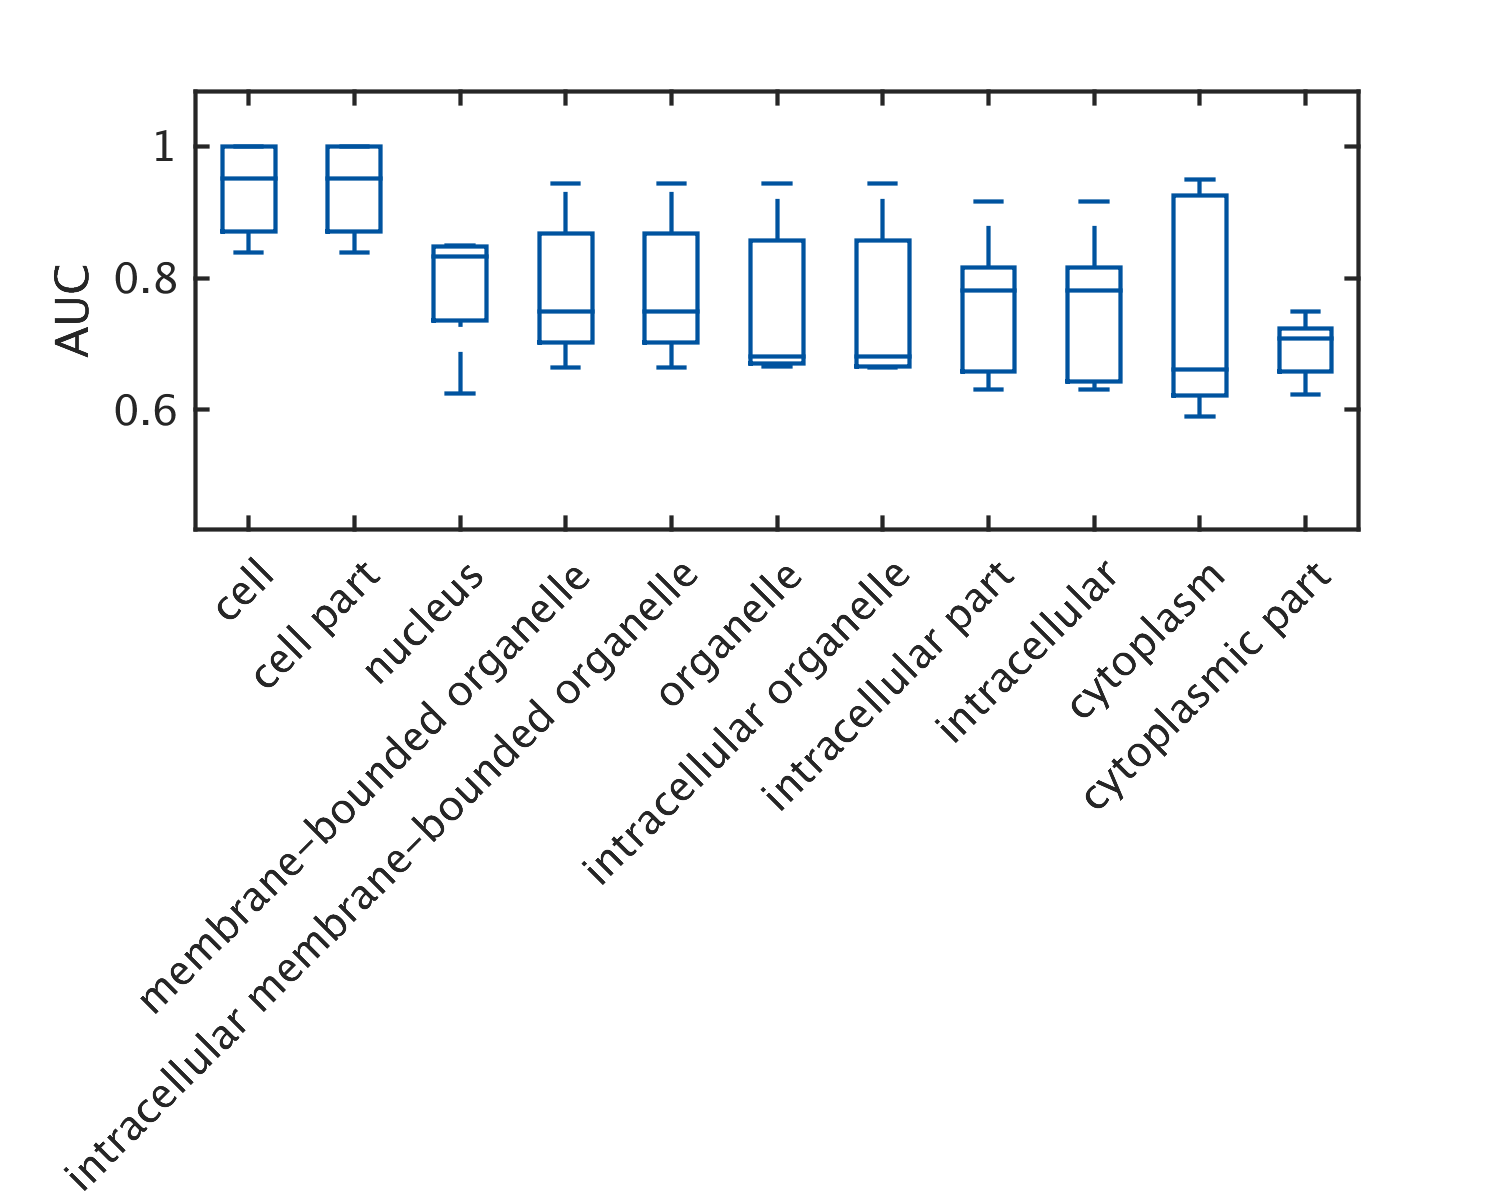 1
0.8
0.6
AUC
cell
cell part
nucleus
membrane–bounded organelle
intracellular membrane–bounded organelle
organelle
intracellular organelle
intracellular part
intracellular
cytoplasm
cytoplasmic part